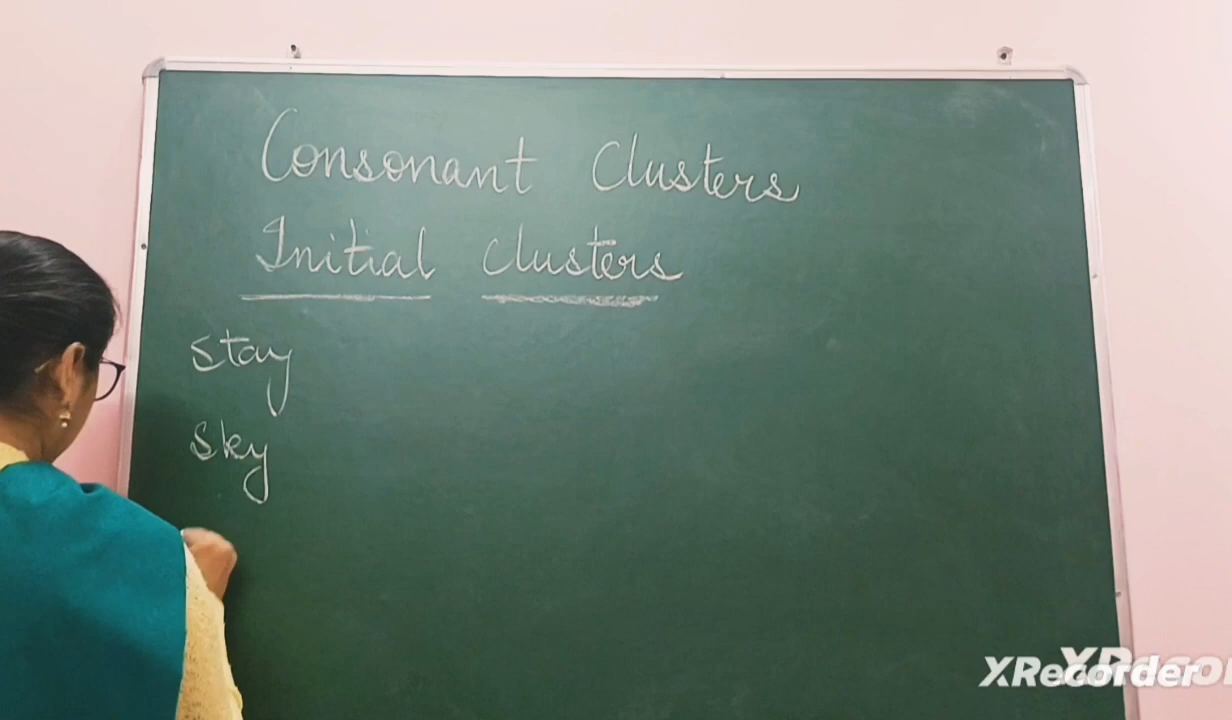 Consonant Clusters
Initial clusters
stay
sky
XRecorder